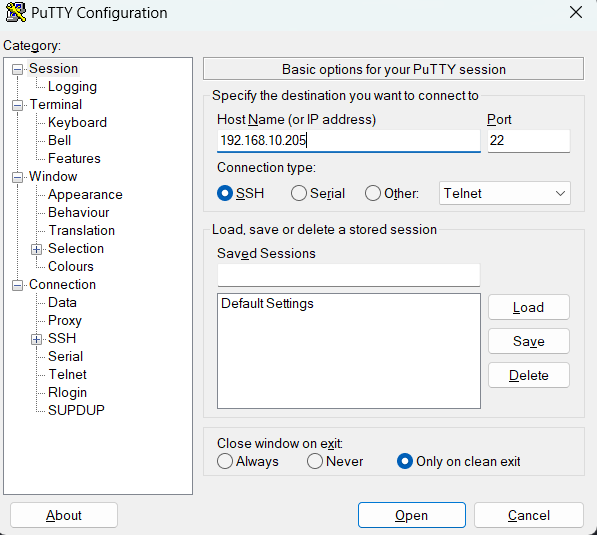 PuTTY Configuration
Category:
Session
Logging
Terminal
Keyboard
Bell
Features
Window
Appearance
Behaviour
Translation
Selection
Colours
Connection
Data
Proxy
SSH
Serial
Telnet
Rlogin
SUPDUP
Basic options for your PuTTY session
Specify the destination you want to connect to
Host Name (or IP address) Port
192.168.10.205 22
Connection type:
SSH Serial Other: Telnet
Load, save or delete a stored session
Saved Sessions
Default Settings
Load
Save
Delete
Close window on exit:
Always Never Only on clean exit
About Open Cancel